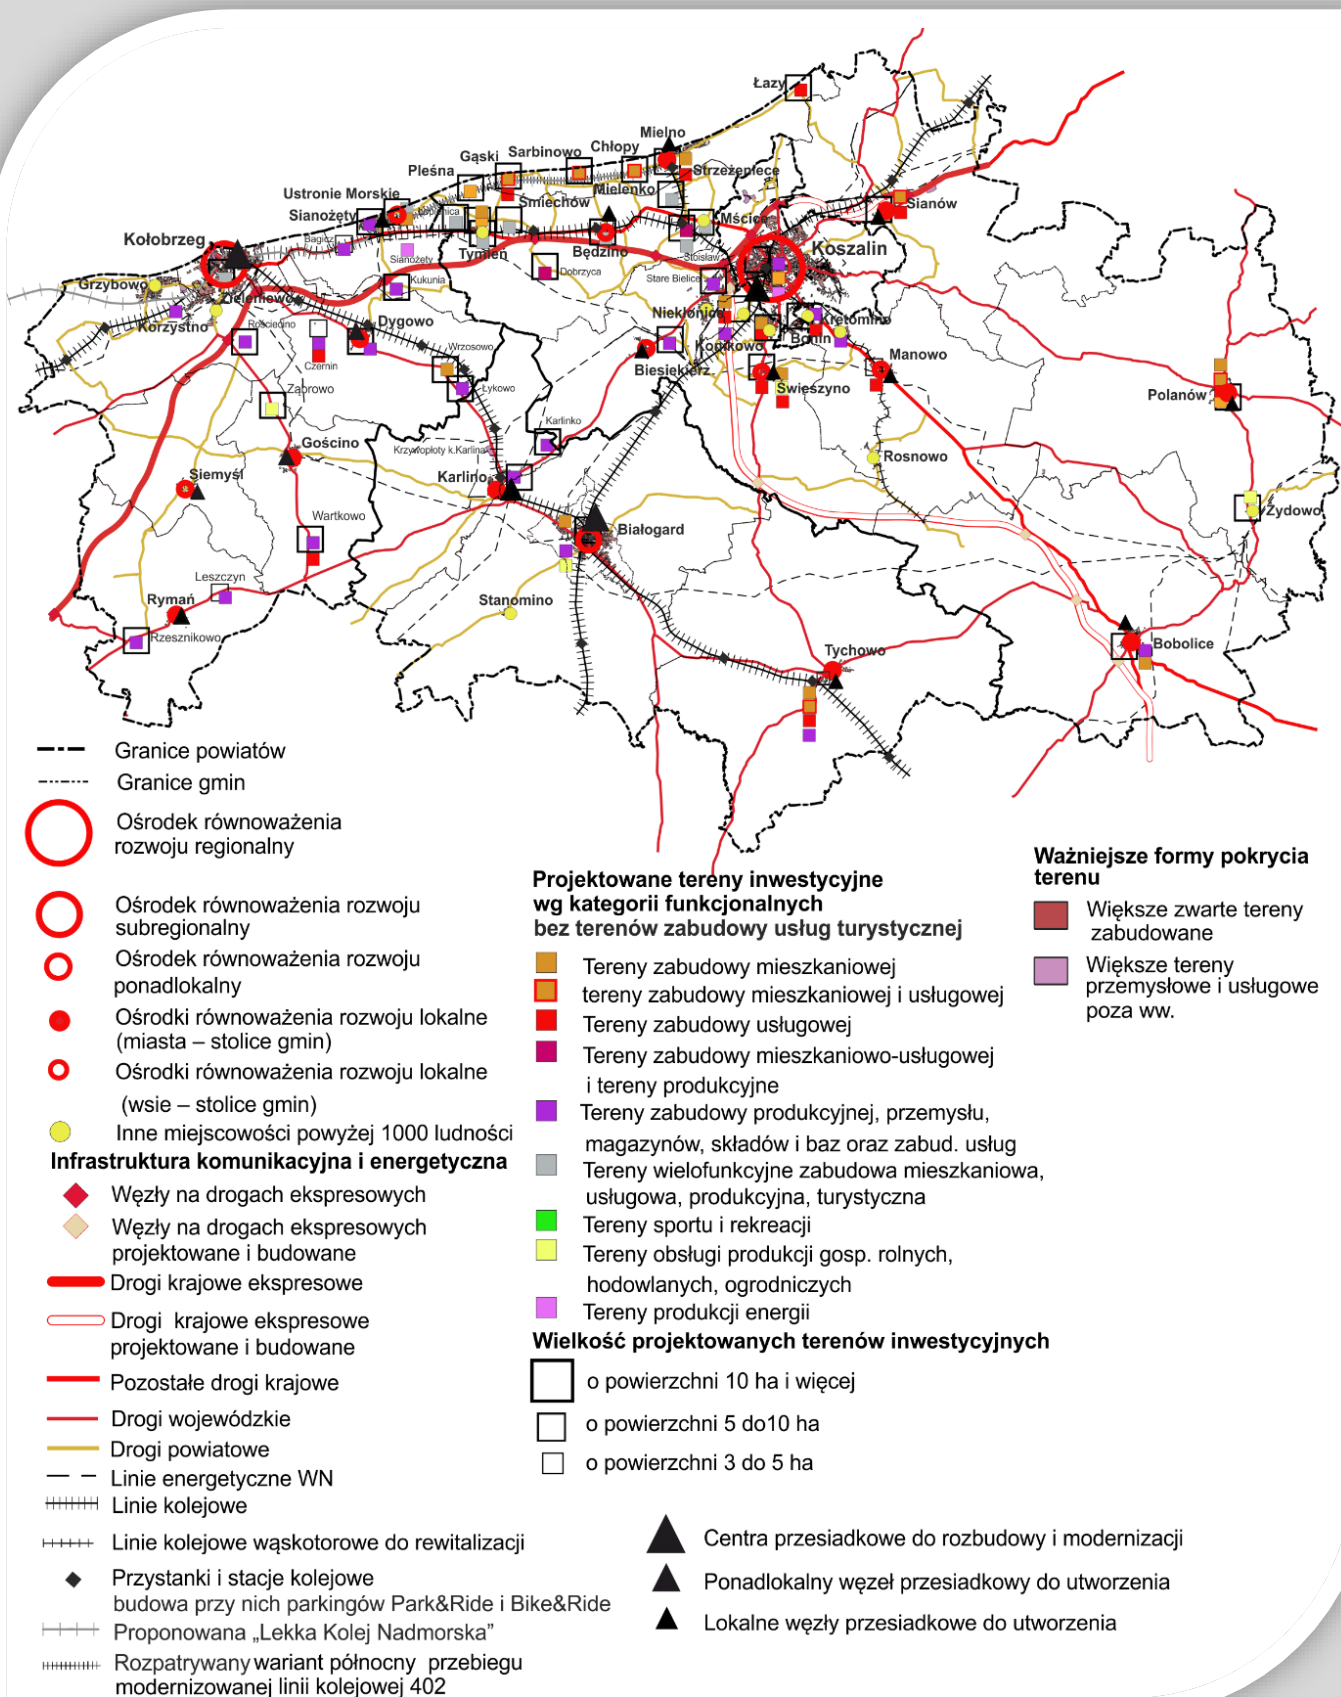 Łazy
Mielno
Chłopy
Sarbinowo
Gąski
Pleśna
Strzeżenice
Mielenko
Ustronie Morskie
Śmiechów
Sianów
Sianożęty
Mścice
Kołobrzeg
Bagicz
Tymień
Będzino
Koszalin
Sianożęty
Stoisław
Dobrzyca
Stare Bielice
Kukunia
Grzybowo
Zieleniewo
Korzystno
Niekłonice
Kretomino
Rościęcino
Dygowo
Bonin
Konikowo
Wrzosowo
Manowo
Czernin
Biesiekierz
Łykowo
Świeszyno
Ząbrowo
Polanów
Karlinko
Gościno
Krzywopłoty k.Karlina
Rosnowo
Siemyśl
Karlino
Żydowo
Wartkowo
Białogard
Leszczyn
Rymań
Stanomino
Rzesznikowo
Bobolice
Tychowo
Granice powiatów
Granice gmin
Ośrodek równoważenia
rozwoju regionalny
Ośrodek równoważenia rozwoju
subregionalny
Ośrodek równoważenia rozwoju
ponadlokalny
Ośrodki równoważenia rozwoju lokalne
(miasta – stolice gmin)
Ośrodki równoważenia rozwoju lokalne
(wsie – stolice gmin)
Inne miejscowości powyżej 1000 ludności
Infrastruktura komunikacyjna i energetyczna
Węzły na drogach ekspresowych
Węzły na drogach ekspresowych
projektowane i budowane
Drogi krajowe ekspresowe
Drogi krajowe ekspresowe
projektowane i budowane
Pozostałe drogi krajowe
Drogi wojewódzkie
Drogi powiatowe
Linie energetyczne WN
Linie kolejowe
Linie kolejowe wąskotorowe do rewitalizacji
Przystanki i stacje kolejowe
budowa przy nich parkingów Park&Ride i Bike&Ride
Proponowana „Lekka Kolej Nadmorska”
Rozpatrywany wariant północny przebiegu
modernizowanej linii kolejowej 402
Projektowane tereny inwestycyjne
wg kategorii funkcjonalnych
bez terenów zabudowy usług turystycznej
Tereny zabudowy mieszkaniowej
tereny zabudowy mieszkaniowej i usługowej
Tereny zabudowy usługowej
Tereny zabudowy mieszkaniowo-usługowej
i tereny produkcyjne
Tereny zabudowy produkcyjnej, przemysłu,
magazynów, składów i baz oraz zabud. usług
Tereny wielofunkcyjne zabudowa mieszkaniowa,
usługowa, produkcyjna, turystyczna
Tereny sportu i rekreacji
Tereny obsługi produkcji gosp. rolnych,
hodowlanych, ogrodniczych
Tereny produkcji energii
Wielkość projektowanych terenów inwestycyjnych
o powierzchni 10 ha i więcej
o powierzchni 5 do10 ha
o powierzchni 3 do 5 ha
Centra przesiadkowe do rozbudowy i modernizacji
Ponadlokalny węzeł przesiadkowy do utworzenia
Lokalne węzły przesiadkowe do utworzenia
Ważniejsze formy pokrycia
terenu
Większe zwarte tereny
zabudowane
Większe tereny
przemysłowe i usługowe
poza ww.